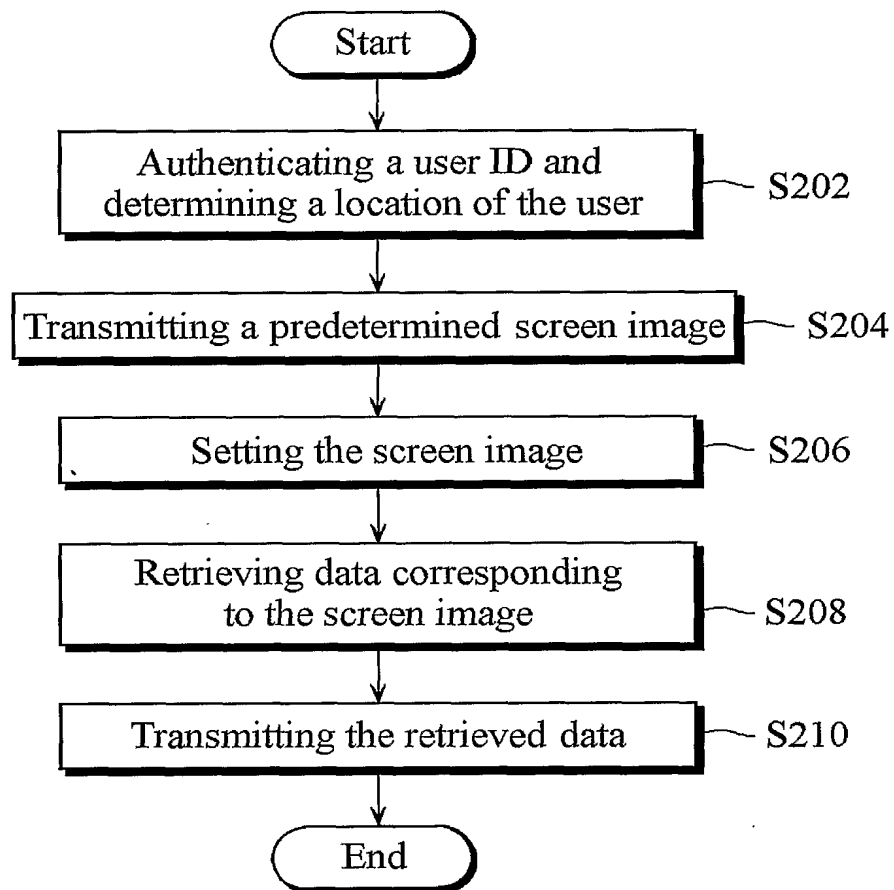 Start
Authenticating a user ID and
determining a location of the user
S202
Transmitting a predetermined screen image
S204
Setting the screen image
S206
Retrieving data corresponding
to the screen image
S208
Transmitting the retrieved data
S210
End